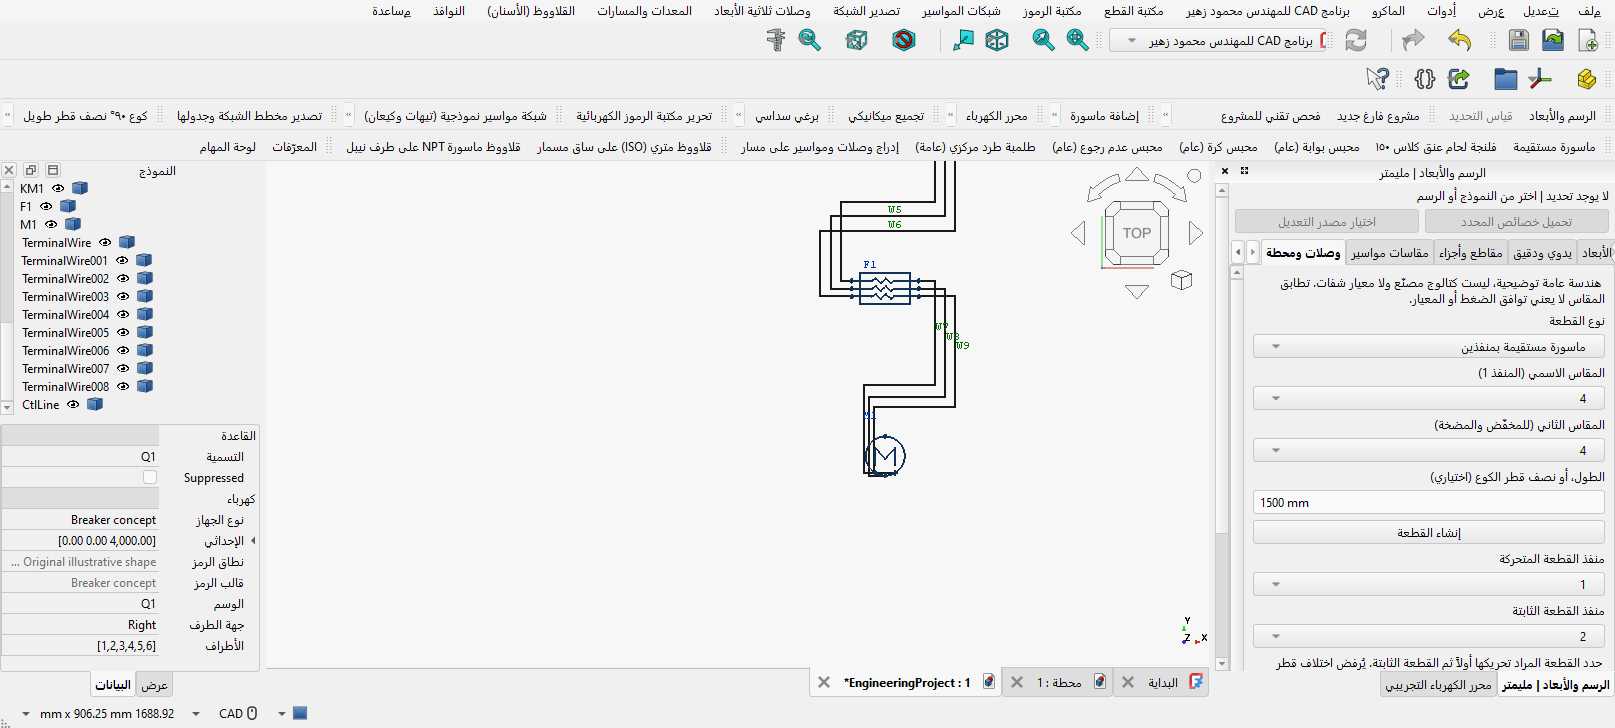 ملف
عرض
تعديل
أدوات
الماكرو
برنامج CAD للمهندس محمود زهير
مكتبة القطع
مكتبة الرموز
شبكات المواسير
تصدير الشبكة
وصلات ثلاثية الأبعاد
المعدات والمسارات
القلاووظ (الأسنان)
النوافذ
مساعدة
برنامج CAD للمهندس محمود زهير
الرسم والأبعاد
قياس التحديد
مشروع فارغ جديد
فحص تقني للمشروع
إضافة ماسورة
محرر الكهرباء
تجميع ميكانيكي
برغي سداسي
تحرير مكتبة الرموز الكهربائية
شبكة مواسير نموذجية (تيهات وكيعان)
تصدير مخطط الشبكة وجدولها
كوع ٩٠° نصف قطر طويل
ماسورة مستقيمة
فلنجة لحام عنق كلاس ١٥٠
محبس بوابة (عام)
محبس كرة (عام)
محبس عدم رجوع (عام)
طلمبة طرد مركزي (عامة)
إدراج وصلات ومواسير على مسار
قلاووظ متري (ISO) على ساق مسمار
قلاووظ ماسورة NPT على طرف نيبل
المعرّفات
لوحة المهام
النموذج
KM1
F1
M1
TerminalWire
TerminalWire001
TerminalWire002
TerminalWire003
TerminalWire004
TerminalWire005
TerminalWire006
TerminalWire007
TerminalWire008
CtlLine
القاعدة
التسمية Q1
Suppressed
كهرباء
نوع الجهاز Breaker concept
الإحداثي [0.00 0.00 4,000.00]
نطاق الرمز Original illustrative shape ...
قالب الرمز Breaker concept
الوسم Q1
جهة الطرف Right
الأطراف [1,2,3,4,5,6]
عرض
البيانات
W5
W6
F1
W7
W8
W9
M1
M
TOP
Y
Z
X
الرسم والأبعاد | مليمتر
لا يوجد تحديد | اختر من النموذج أو الرسم
تحميل خصائص المحدد
اختيار مصدر التعديل
الأبعاد
يدوي ودقيق
مقاطع وأجزاء
مقاسات مواسير
وصلات ومحطة
هندسة عامة توضيحية، ليست كتالوج مصنّع ولا معيار شفات. تطابق
المقاس لا يعني توافق الضغط أو المعيار.
نوع القطعة
ماسورة مستقيمة بمنفذين
المقاس الاسمي (المنفذ 1)
4
المقاس الثاني (للمخفّض والمضخة)
4
الطول، أو نصف قطر الكوع (اختياري)
1500 mm
إنشاء القطعة
منفذ القطعة المتحركة
1
منفذ القطعة الثابتة
2
حدد القطعة المراد تحريكها أولاً ثم القطعة الثابتة. يُرفض اختلاف قطر
الرسم والأبعاد | مليمتر
محرر الكهرباء التجريبي
البداية
محطة : 1
EngineeringProject : 1*
CAD
mm x 906.25 mm 1688.92